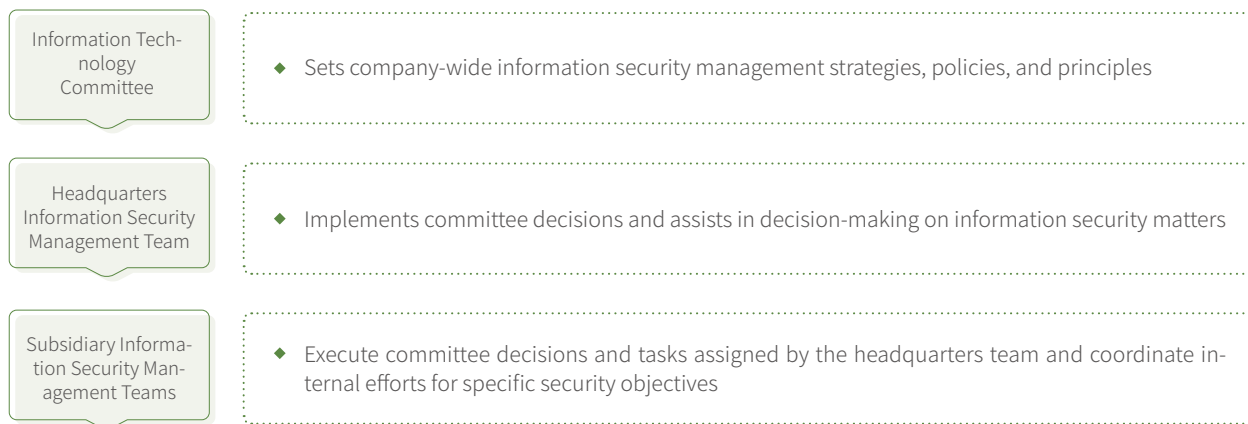 Information Tech-
nology
Committee
Sets company-wide information security management strategies, policies, and principles
Headquarters
Information Security
Management Team
Implements committee decisions and assists in decision-making on information security matters
Subsidiary Informa-
tion Security Man-
agement Teams
Execute committee decisions and tasks assigned by the headquarters team and coordinate in-
ternal efforts for specific security objectives